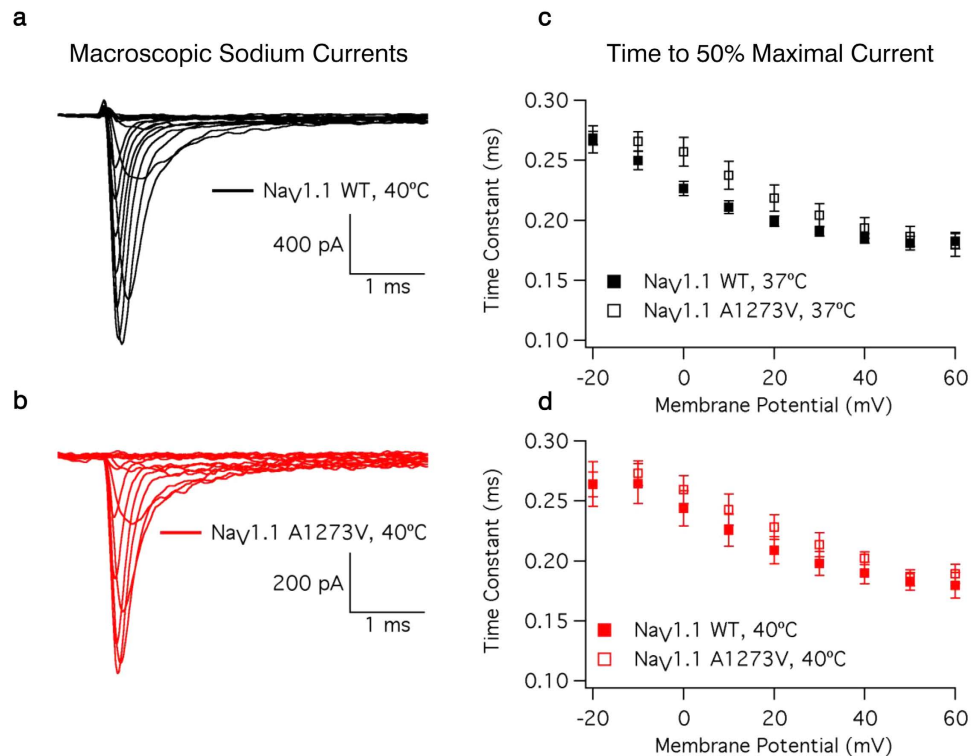 a
Macroscopic Sodium Currents
NaV1.1 WT, 40ºC
400 pA
1 ms
b
NaV1.1 A1273V, 40ºC
200 pA
1 ms
c
Time to 50% Maximal Current
Time Constant (ms)
0.30
0.25
0.20
0.15
0.10
NaV1.1 WT, 37ºC
NaV1.1 A1273V, 37ºC
-20 0 20 40 60
Membrane Potential (mV)
d
Time Constant (ms)
0.30
0.25
0.20
0.15
0.10
NaV1.1 WT, 40ºC
NaV1.1 A1273V, 40ºC
-20 0 20 40 60
Membrane Potential (mV)